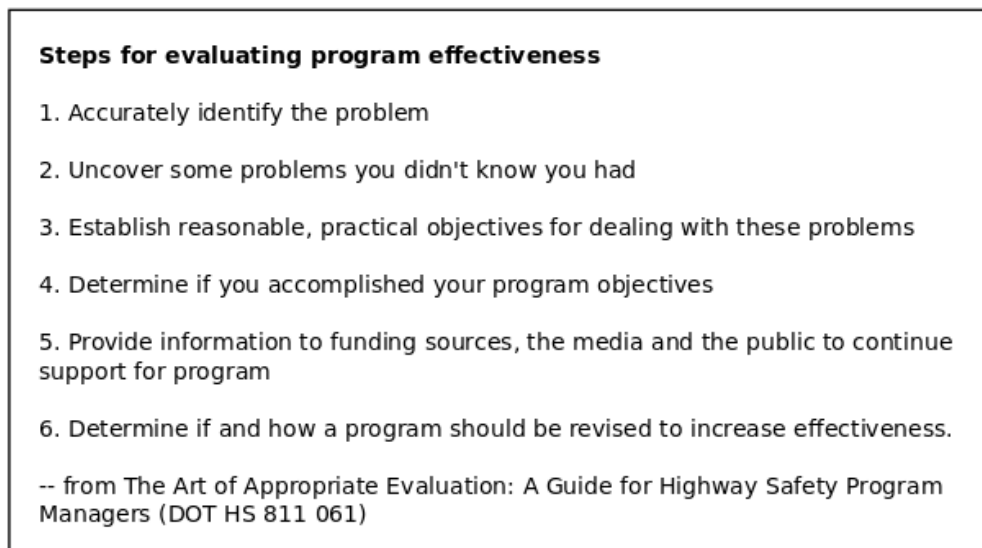 Steps for evaluating program effectiveness
1. Accurately identify the problem
2. Uncover some problems you didn't know you had
3. Establish reasonable, practical objectives for dealing with these problems
4. Determine if you accomplished your program objectives
5. Provide information to funding sources, the media and the public to continue
support for program
6. Determine if and how a program should be revised to increase effectiveness.
-- from The Art of Appropriate Evaluation: A Guide for Highway Safety Program
Managers (DOT HS 811 061)